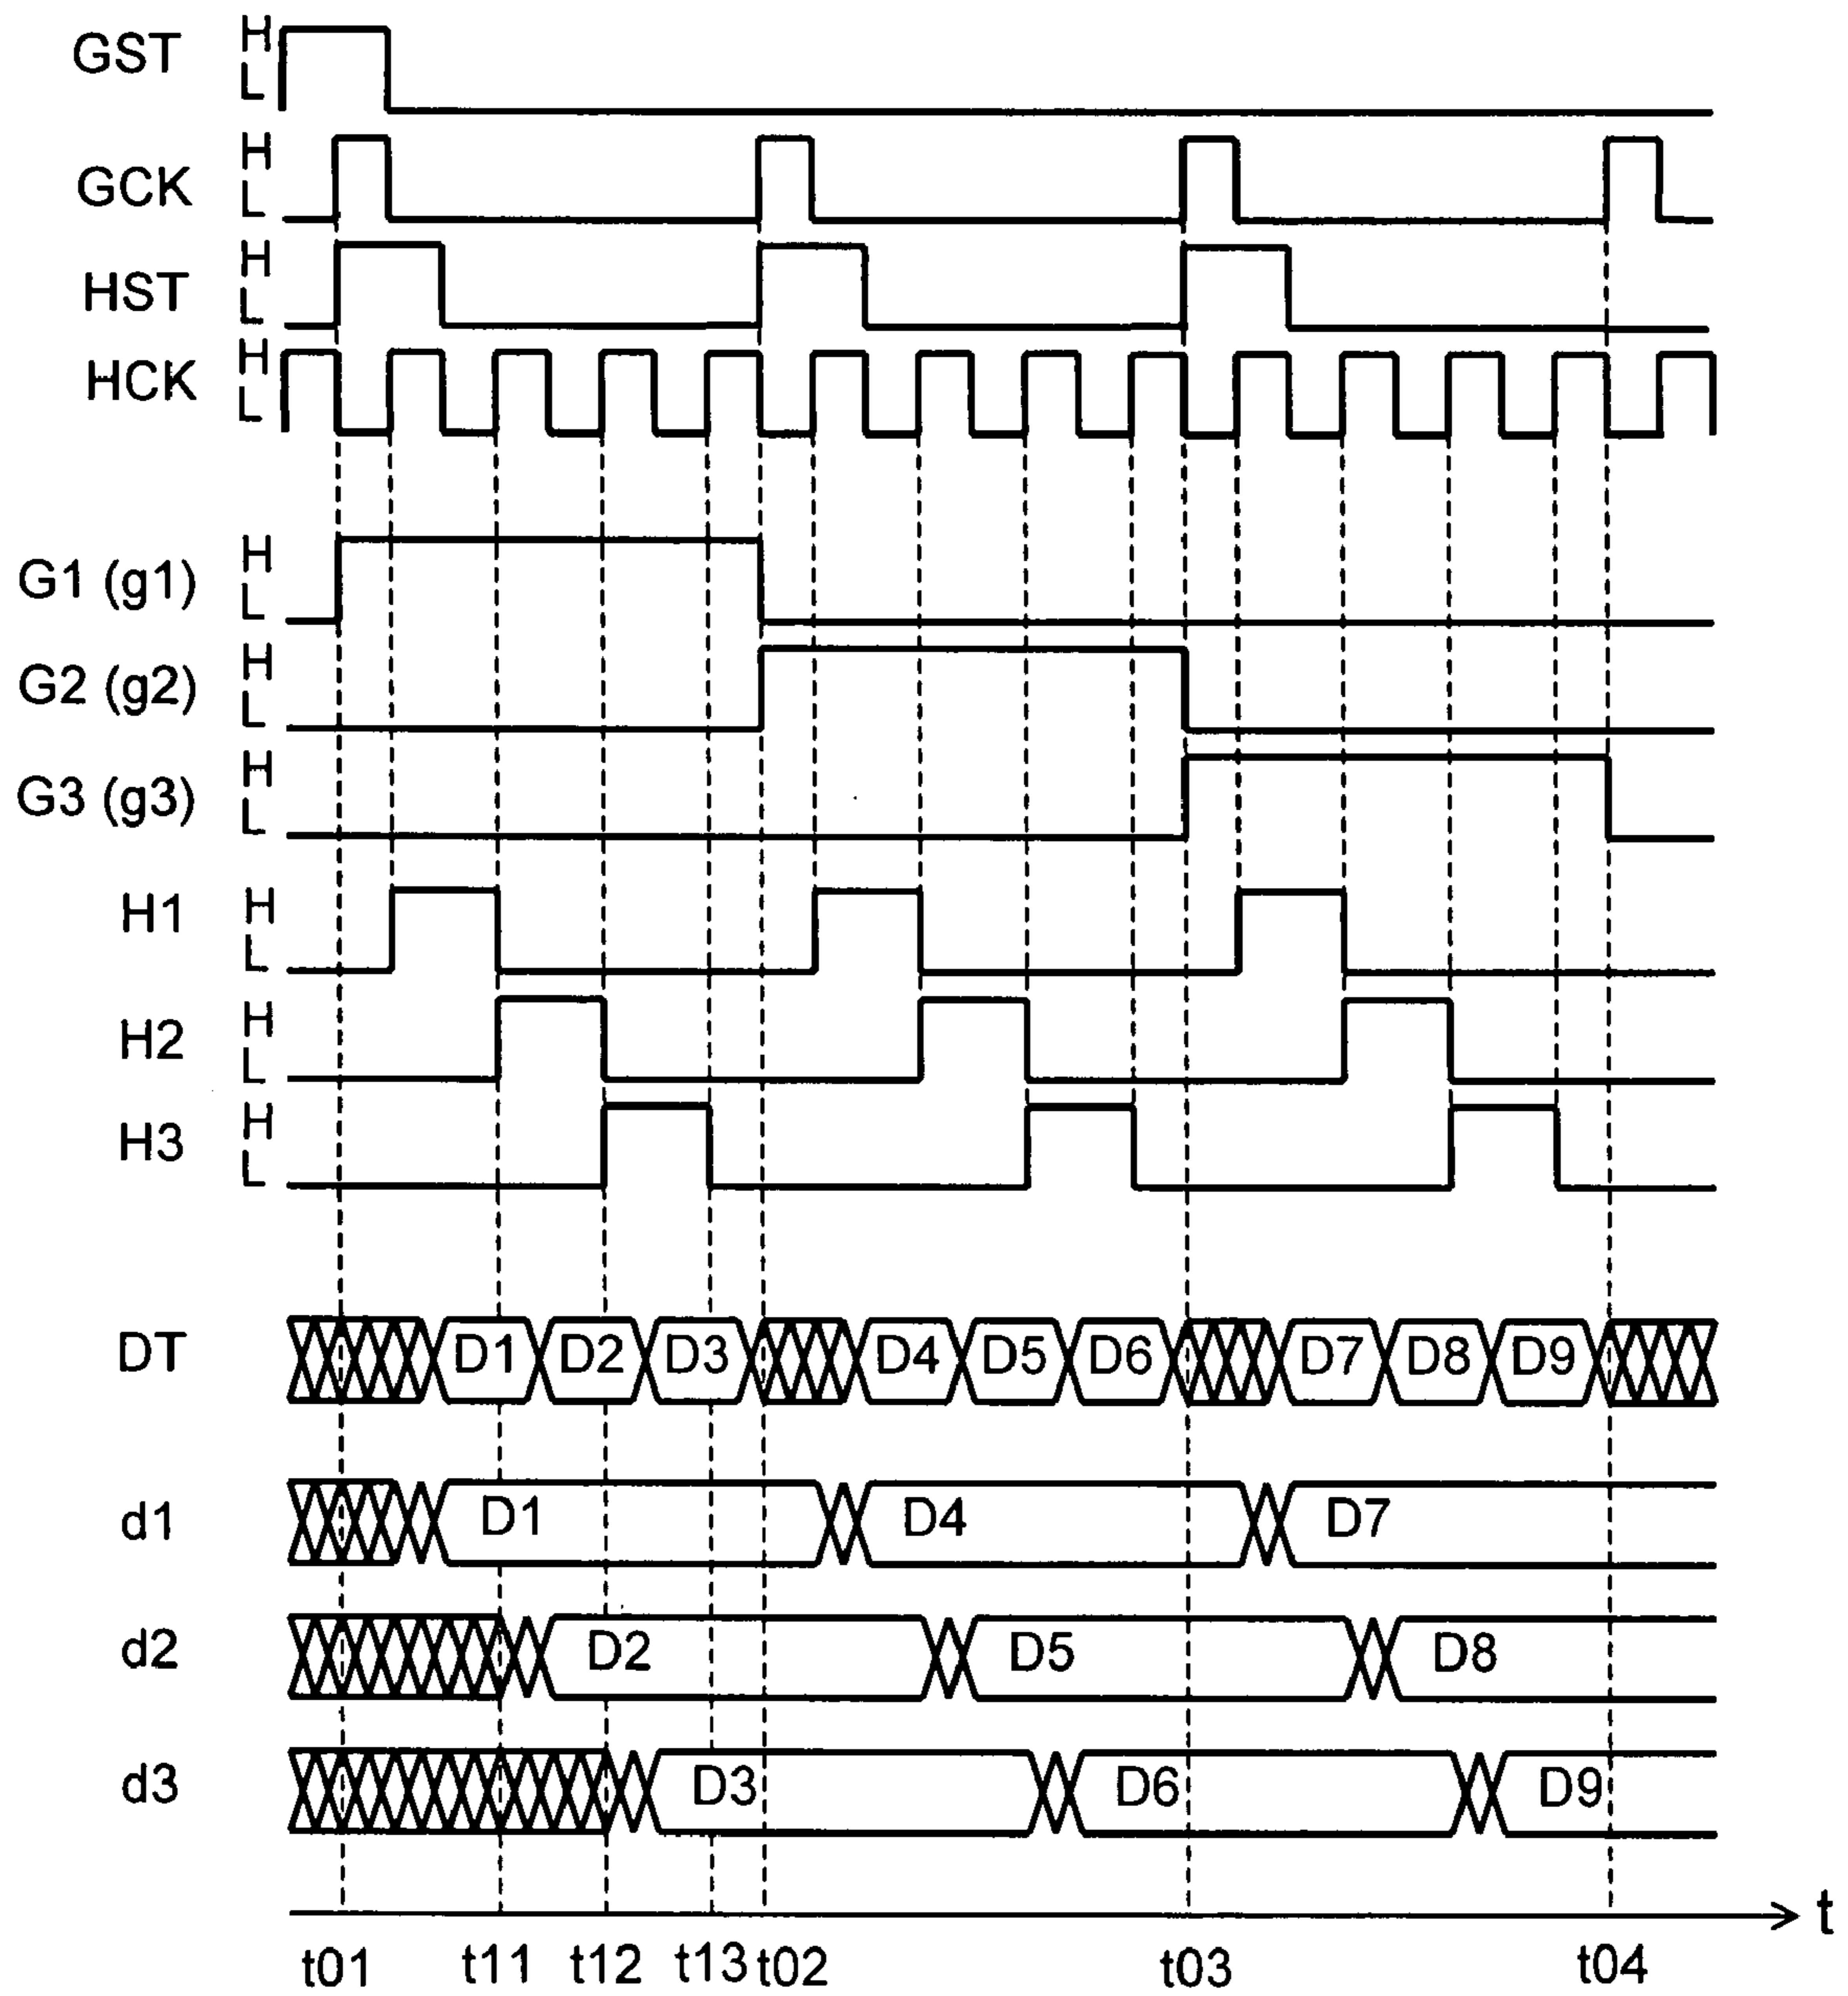 GST H L
GCK H L
HST H L
HCK H L
G1 (g1) H L
G2 (g2) H L
G3 (g3) H L
H1 H L
H2 H L
H3 H L
DT D1 D2 D3 D4 D5 D6 D7 D8 D9
d1 D1 D4 D7
d2 D2 D5 D8
d3 D3 D6 D9
t
t01 t11 t12 t13 t02 t03 t04